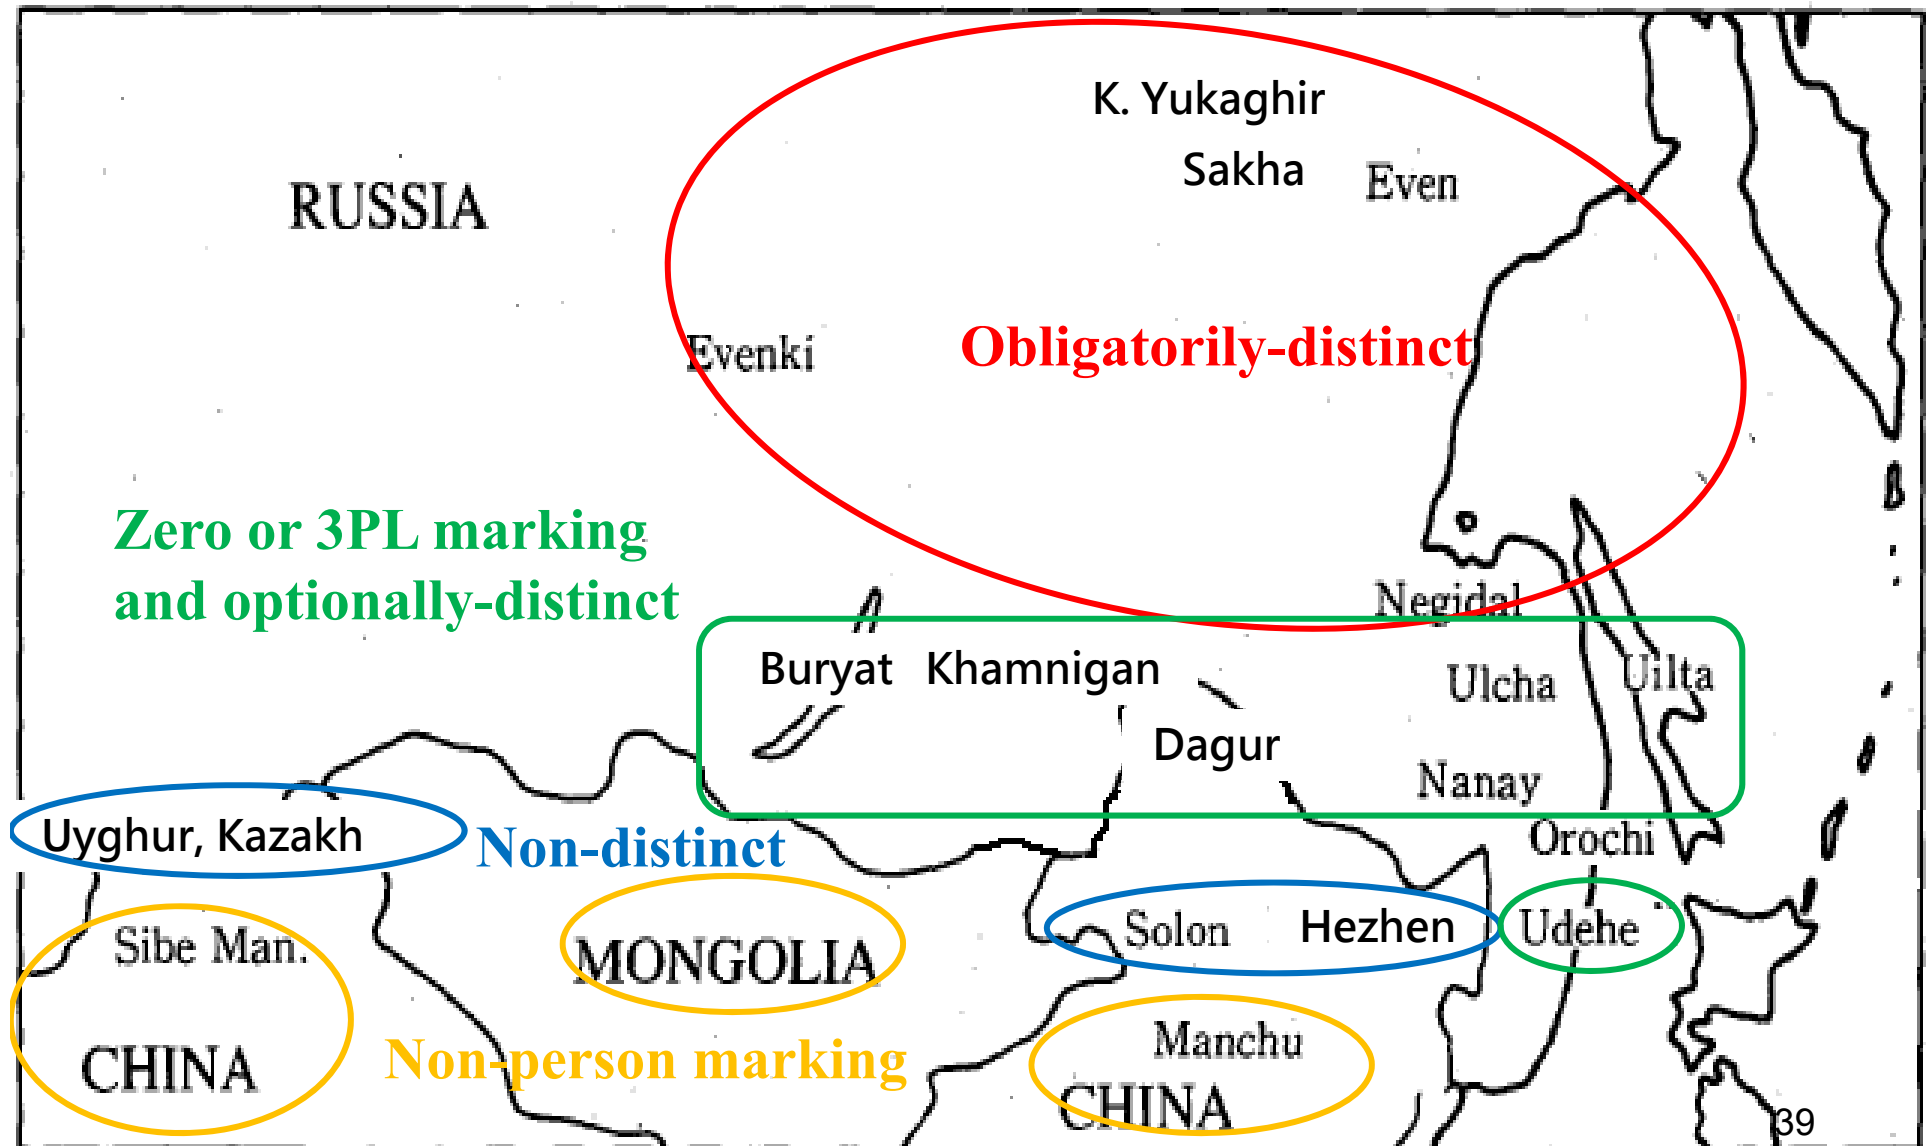 K. Yukaghir
Sakha
Even
RUSSIA
Evenki
Obligatorily-distinct
Zero or 3PL marking
and optionally-distinct
Negidal
Buryat Khamnigan
Ulcha
Uilta
Dagur
Nanay
Uyghur, Kazakh
Non-distinct
Orochi
Sibe Man.
MONGOLIA
Solon
Hezhen
Udehe
CHINA
Non-person marking
Manchu
CHINA
39